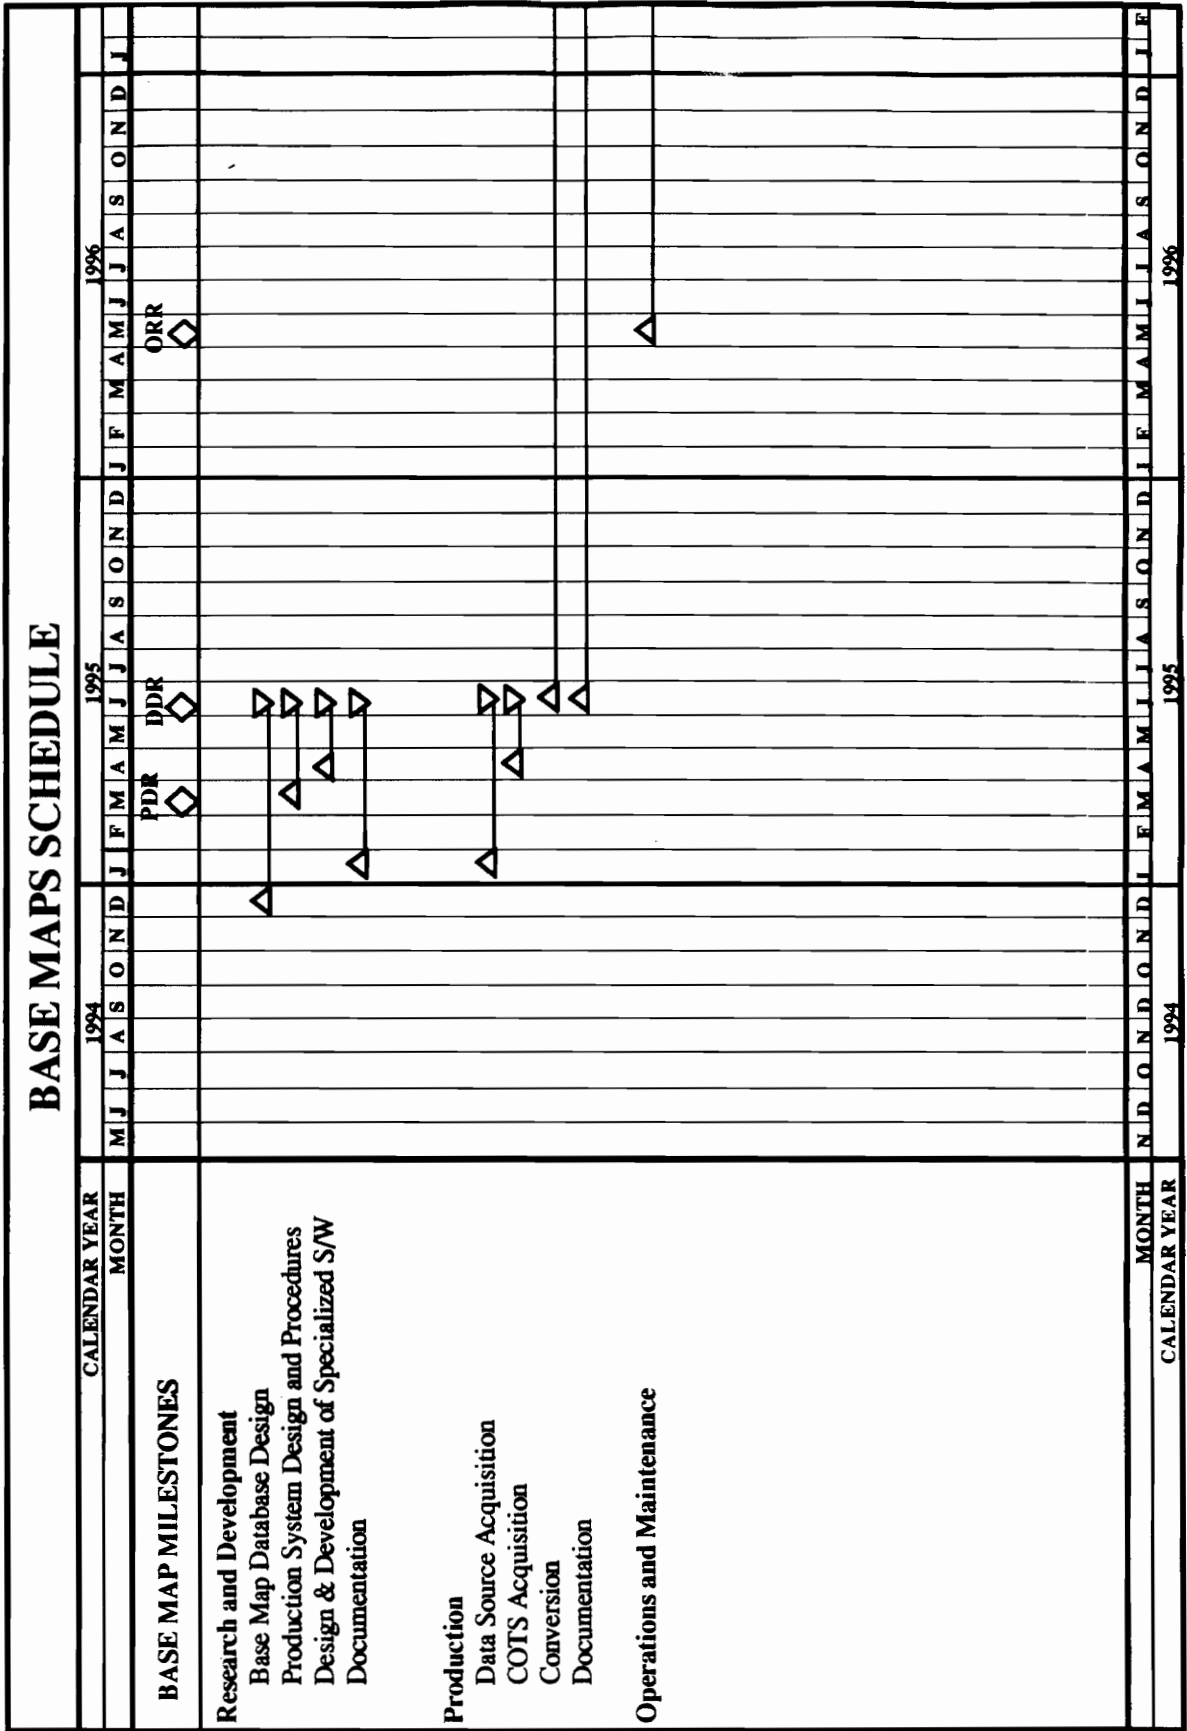 BASE MAPS SCHEDULE
CALENDAR YEAR 1994 1995 1996
MONTH M J J A S O N D J F M A M J J A S O N D J F M A M J J A S O N D J
BASE MAP MILESTONES PDR DDR ORR
Research and Development
Base Map Database Design
Production System Design and Procedures
Design & Development of Specialized S/W
Documentation
Production
Data Source Acquisition
COTS Acquisition
Conversion
Documentation
Operations and Maintenance
MONTH N D O N D O N D J F M A M J J A S O N D J F M A M J J A S O N D J F
CALENDAR YEAR 1994 1995 1996